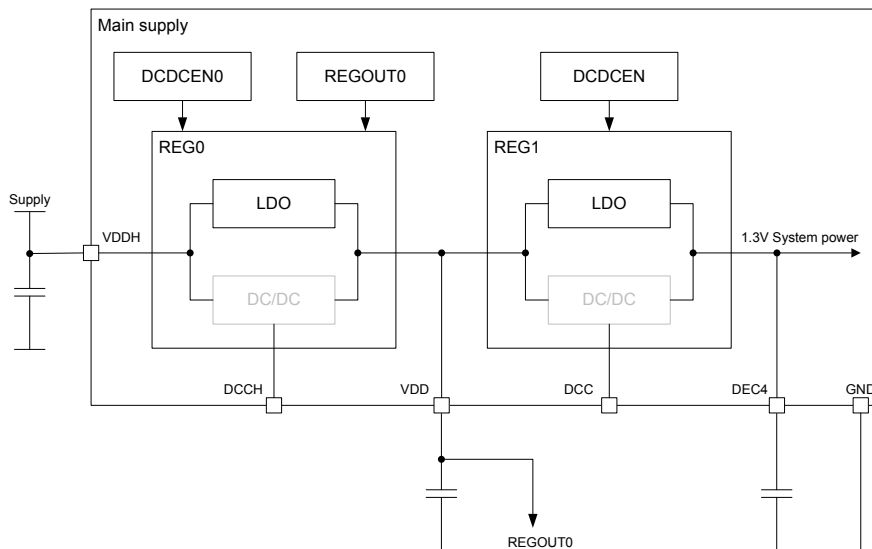 Main supply
DCDCEN0
REGOUT0
DCDCEN
REG0
REG1
LDO
LDO
Supply
VDDH
1.3V System power
DC/DC
DC/DC
DCCH
VDD
DCC
DEC4
GND
REGOUT0